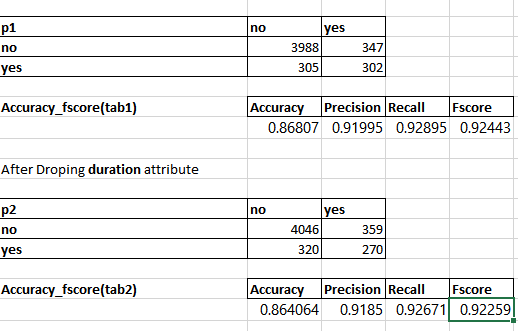 p1 no yes
no 3988 347
yes 305 302
Accuracy_fscore(tab1) Accuracy Precision Recall Fscore
0.86807 0.91995 0.92895 0.92443
After Droping duration attribute
p2 no yes
no 4046 359
yes 320 270
Accuracy_fscore(tab2) Accuracy Precision Recall Fscore
0.864064 0.9185 0.92671 0.92259